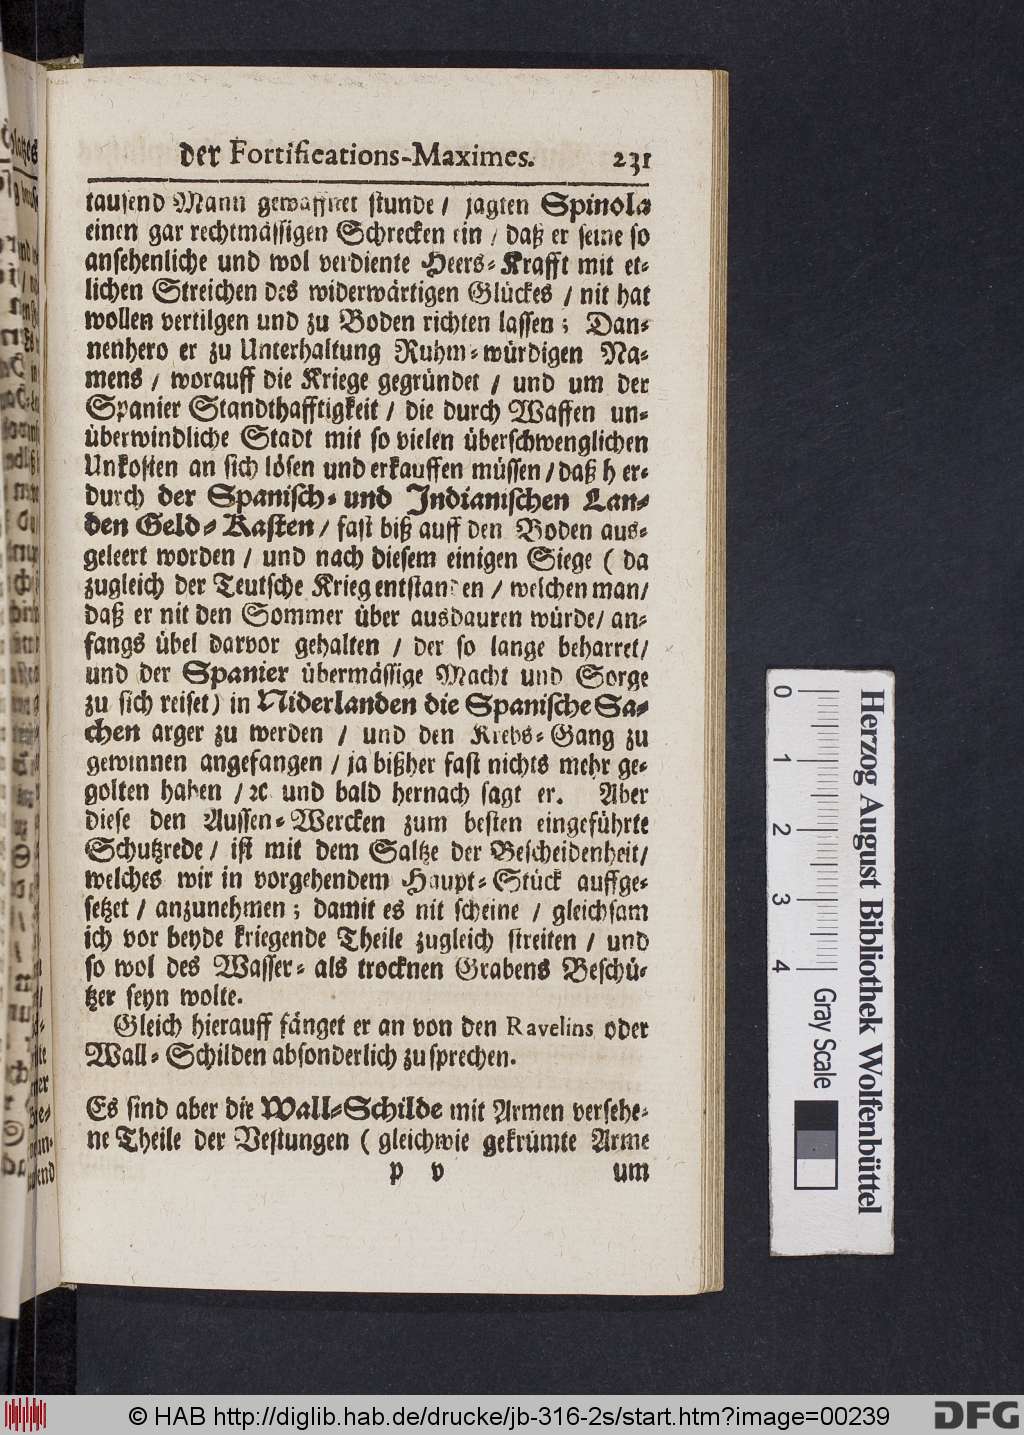 der Fortifications-Maximes. 231
tausend Mann gewaffnet stunde / jagten Spinola
einen gar rechtmässigen Schrecken ein / daß er seine so
ansehenliche und wol verdiente Heers-Krafft mit et-
lichen Streichen des widerwärtigen Glückes / nit hat
wollen vertilgen und zu Boden richten lassen; Dan-
nenhero er zu Unterhaltung Ruhm-würdigen Na-
mens / worauff die Kriege gegründet / und um der
Spanier Standthafftigkeit / die durch Waffen un-
überwindliche Stadt mit so vielen überschwenglichen
Unkosten an sich lösen und erkauffen müssen / daß h er-
durch der Spanisch-und Indianischen Lan-
den Geld-Kasten / fast biß auff den Boden aus-
geleert worden / und nach diesem einigen Siege ( da
zugleich der Teutsche Krieg entstanden / welchen man/
daß er nit den Sommer über ausdauren würde/ an-
fangs übel darvor gehalten / der so lange beharret/
und der Spanier übermässige Macht und Sorge
zu sich reiset) in Niderlanden die Spanische Sa-
chen arger zu werden / und den Krebs-Gang zu
gewinnen angefangen / ja bißher fast nichts mehr ge-
golten haben / ꝛc und bald hernach sagt er. Aber
diese den Aussen-Wercken zum besten eingeführte
Schutzrede / ist mit dem Saltze der Bescheidenheit/
welches wir in vorgehendem Haupt-Stück auffge-
setzet / anzunehmen; damit es nit scheine / gleichsam
ich vor beyde kriegende Theile zugleich streiten / und
so wol des Wasser-als trocknen Grabens Beschü-
tzer seyn wolte.
Gleich hierauff fänget er an von den Ravelins oder
Wall-Schilden absonderlich zu sprechen.
Es sind aber die Wall-Schilde mit Armen versehe-
ne Theile der Vestungen ( gleichwie gekrümte Arme
p v um
0 1 2 3 4
Gray Scale
Herzog August Bibliothek Wolfenbüttel
© HAB http://diglib.hab.de/drucke/jb-316-2s/start.htm?image=00239
DFG